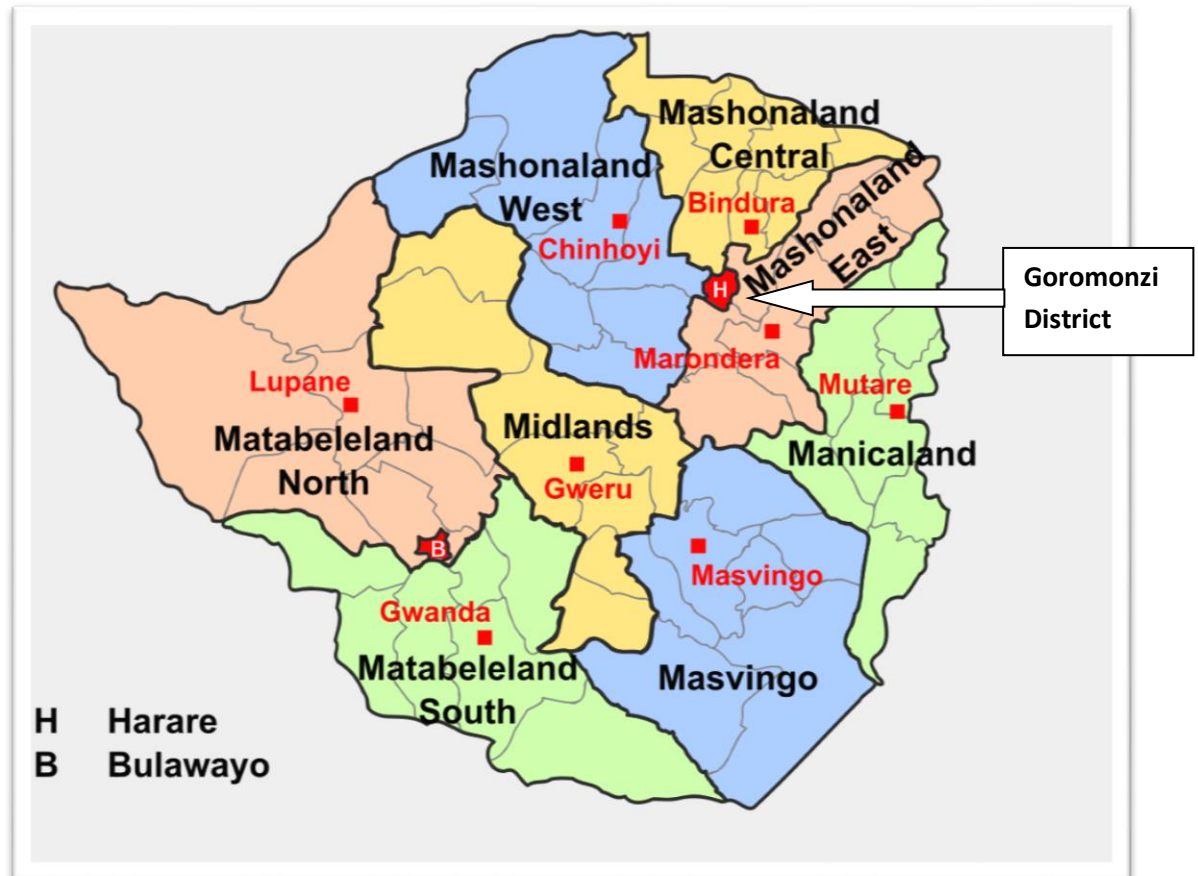 Mashonaland
Central
Mashonaland
West
Bindura
Chinhoyi
Mashonaland
East
H
Goromonzi
District
Marondera
Lupane
Mutare
Matabeleland
North
Midlands
Gweru
Manicaland
B
Masvingo
Gwanda
Matabeleland
South
Masvingo
H Harare
B Bulawayo